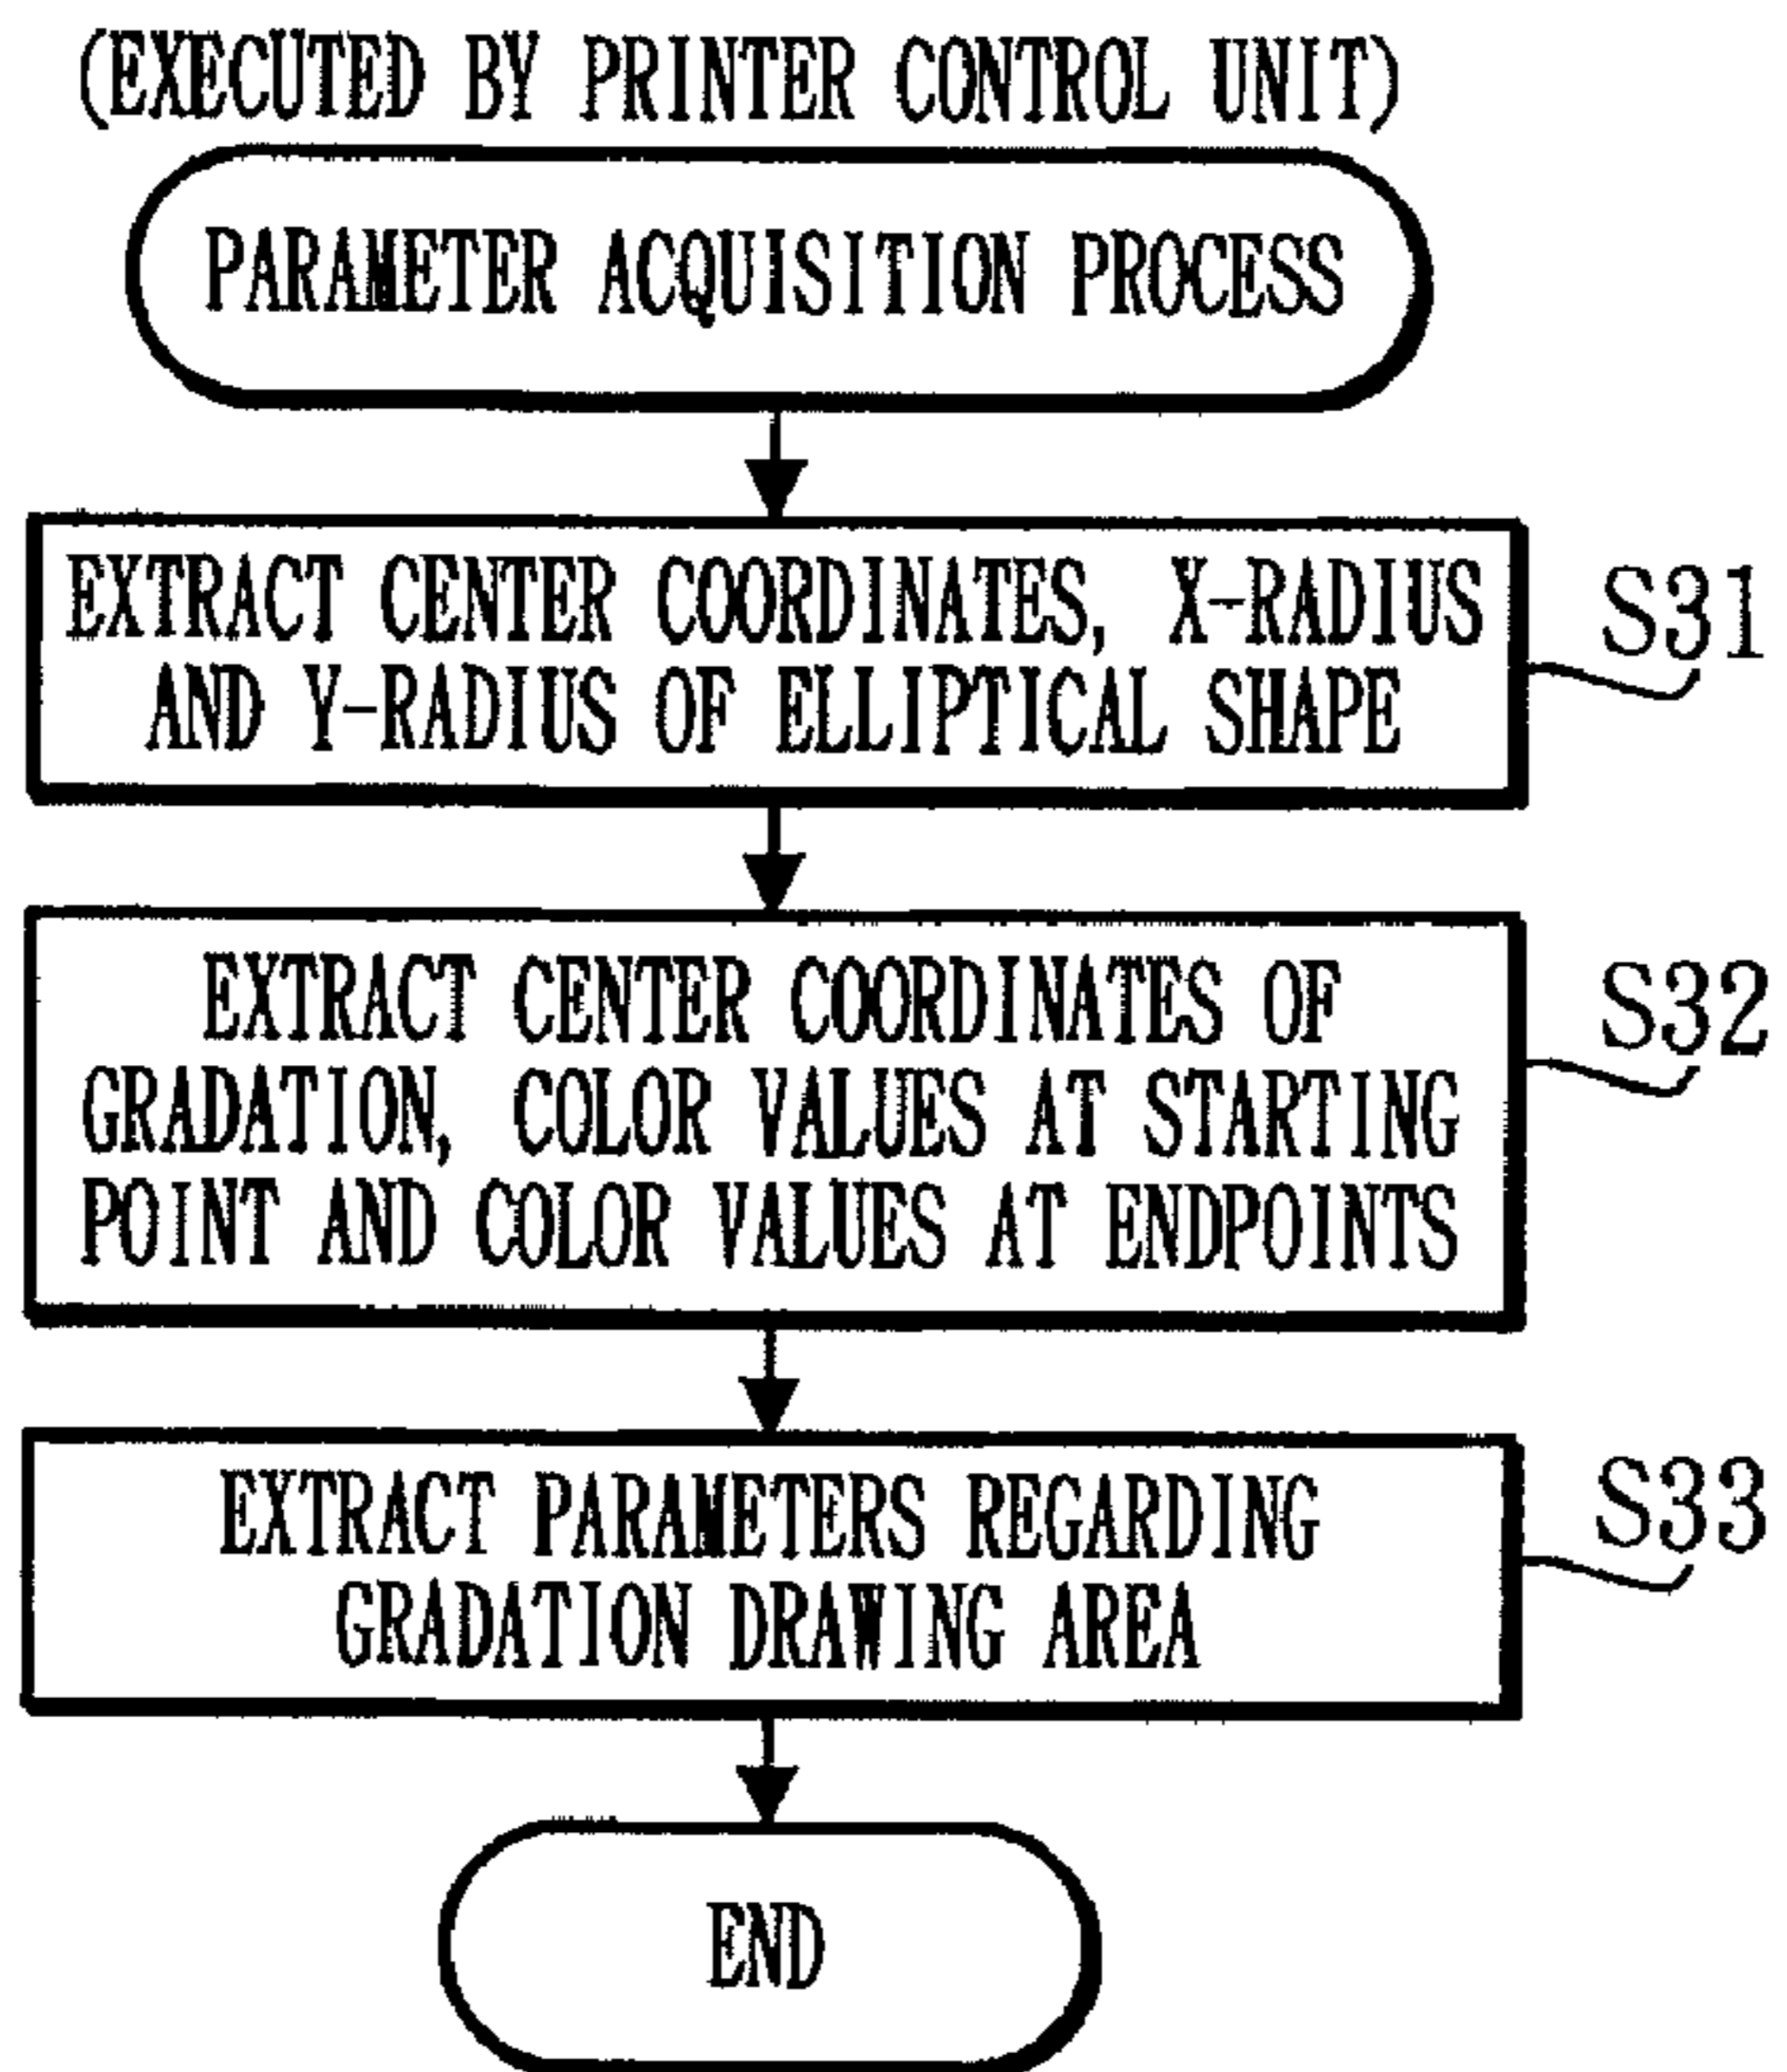 (EXECUTED BY PRINTER CONTROL UNIT)
PARAMETER ACQUISITION PROCESS
EXTRACT CENTER COORDINATES, X-RADIUS
AND Y-RADIUS OF ELLIPTICAL SHAPE
S31
EXTRACT CENTER COORDINATES OF
GRADATION, COLOR VALUES AT STARTING
POINT AND COLOR VALUES AT ENDPOINTS
S32
EXTRACT PARAMETERS REGARDING
GRADATION DRAWING AREA
S33
END